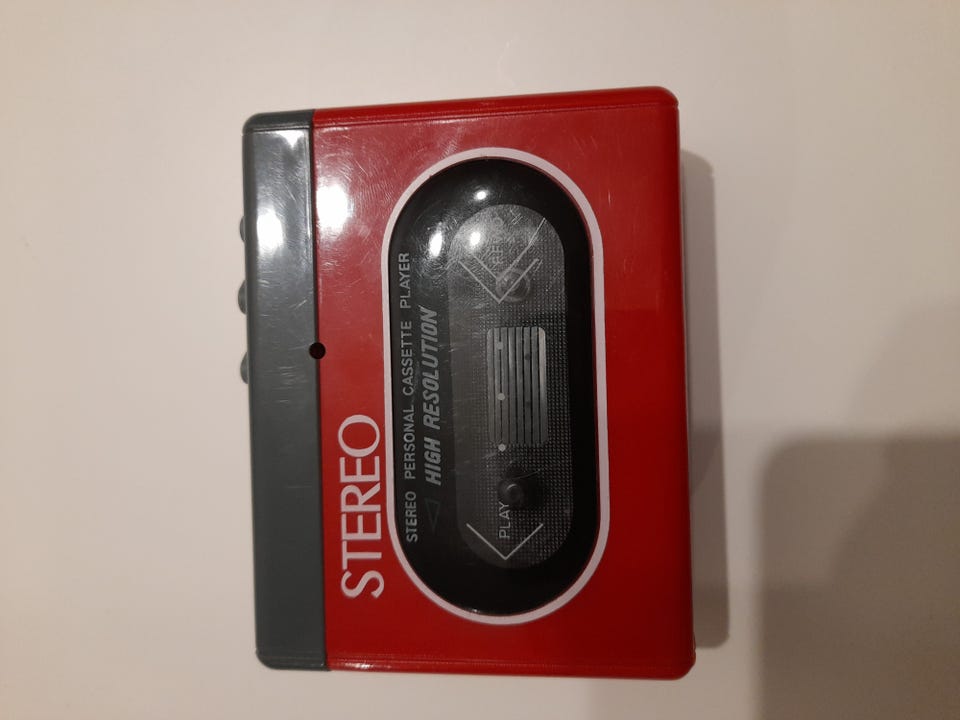 STEREO
STEREO PERSONAL CASSETTE PLAYER
HIGH RESOLUTION
PLAY